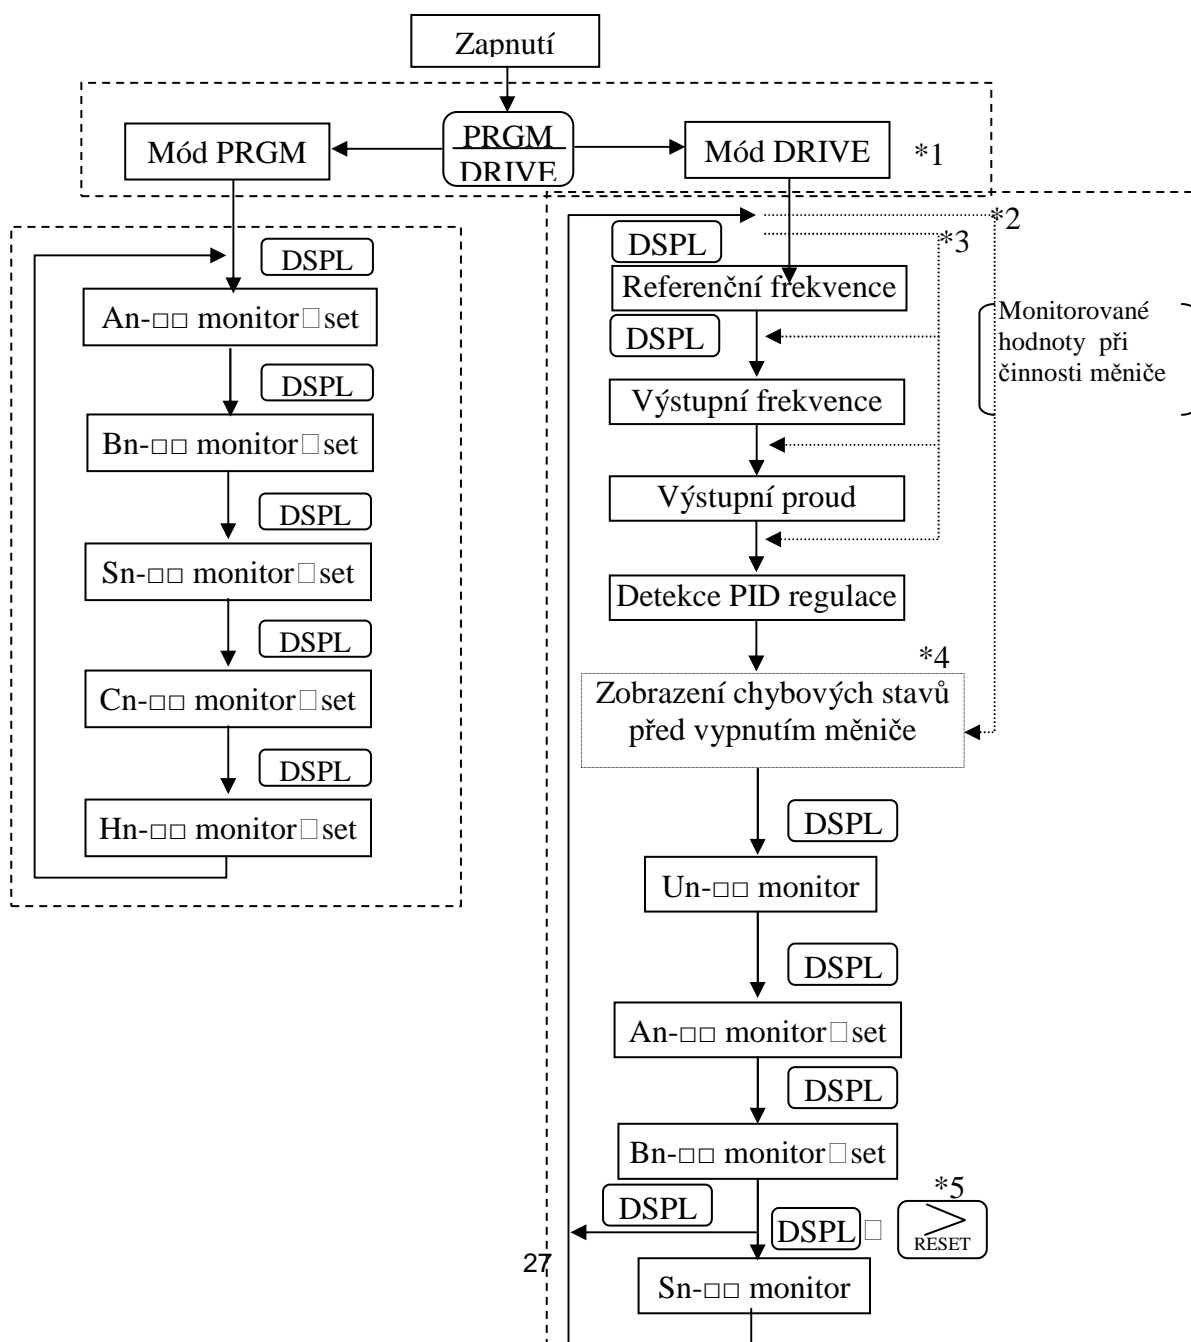 Zapnutí
PRGM
DRIVE
Mód PRGM
Mód DRIVE
*1
DSPL
An-□□ monitor□set
DSPL
Bn-□□ monitor□set
DSPL
Sn-□□ monitor□set
DSPL
Cn-□□ monitor□set
DSPL
Hn-□□ monitor□set
*2
*3
DSPL
Referenční frekvence
DSPL
Výstupní frekvence
Výstupní proud
Detekce PID regulace
Monitorované
hodnoty při
činnosti měniče
*4
Zobrazení chybových stavů
před vypnutím měniče
DSPL
Un-□□ monitor
DSPL
An-□□ monitor□set
DSPL
Bn-□□ monitor□set
DSPL
DSPL□
*5
>
RESET
Sn-□□ monitor
27